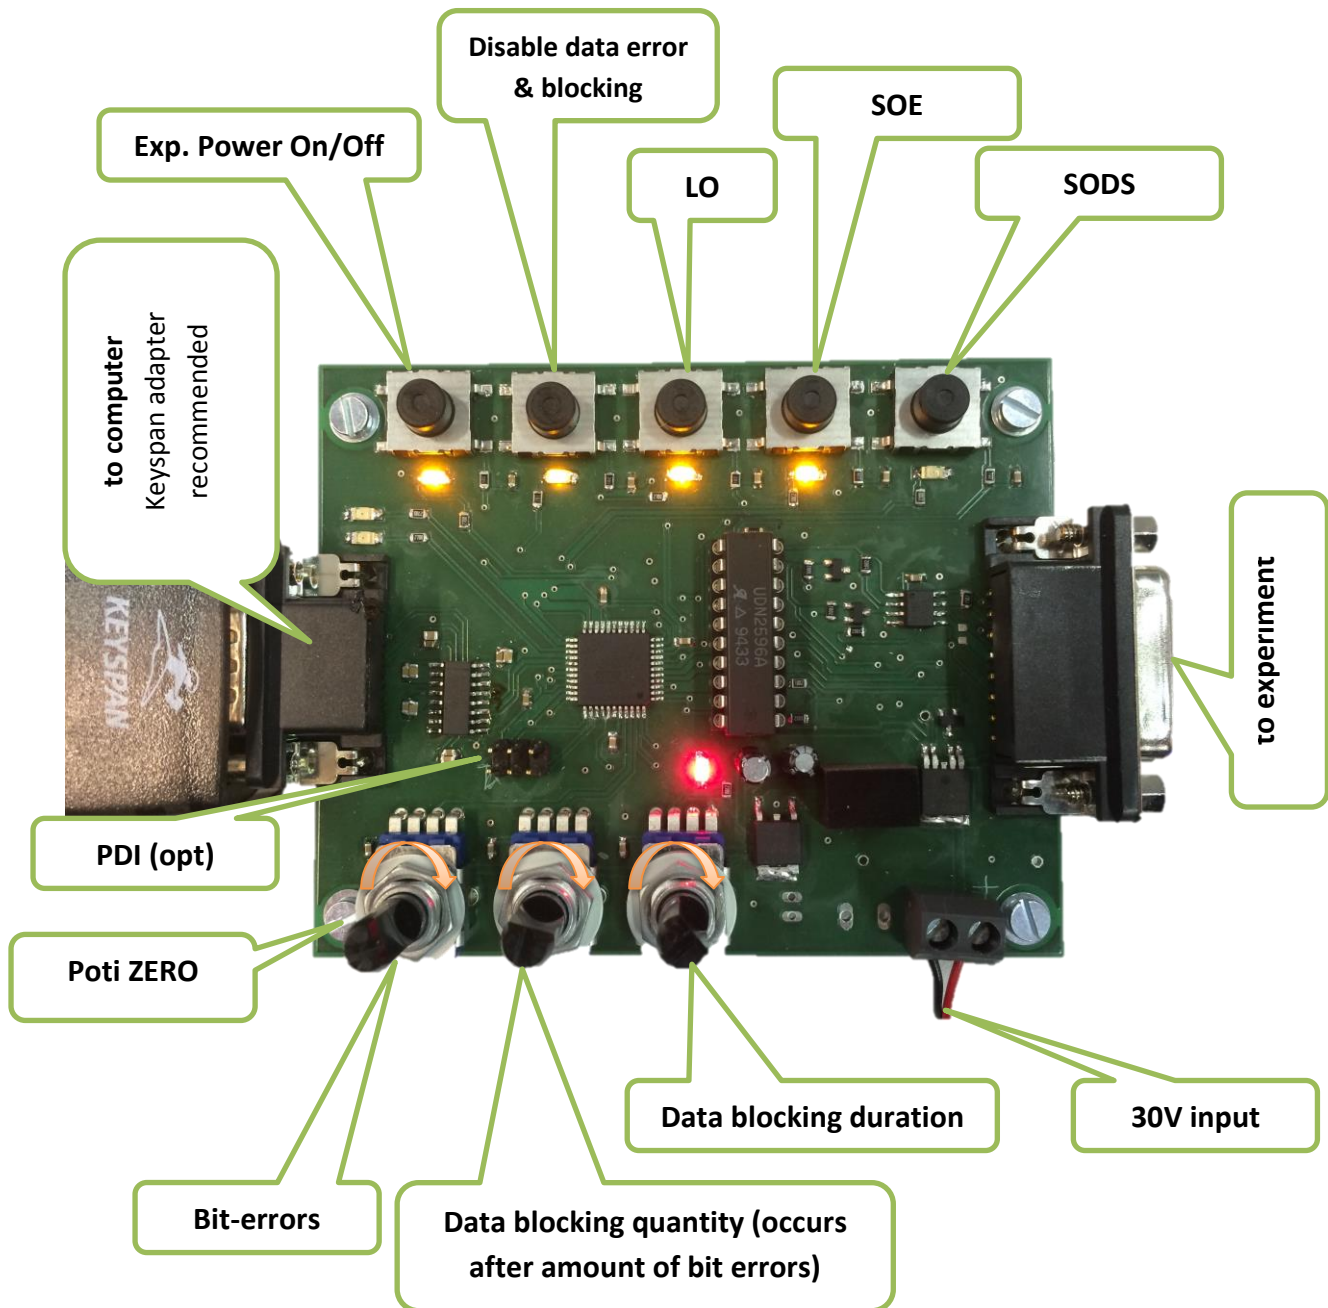 Disable data error
& blocking
SOE
Exp. Power On/Off
LO
SODS
to computer
Keyspan adapter
recommended
to experiment
KEYSPAN
UDN2596A
9433
PDI (opt)
Poti ZERO
+
Data blocking duration
30V input
Bit-errors
Data blocking quantity (occurs
after amount of bit errors)